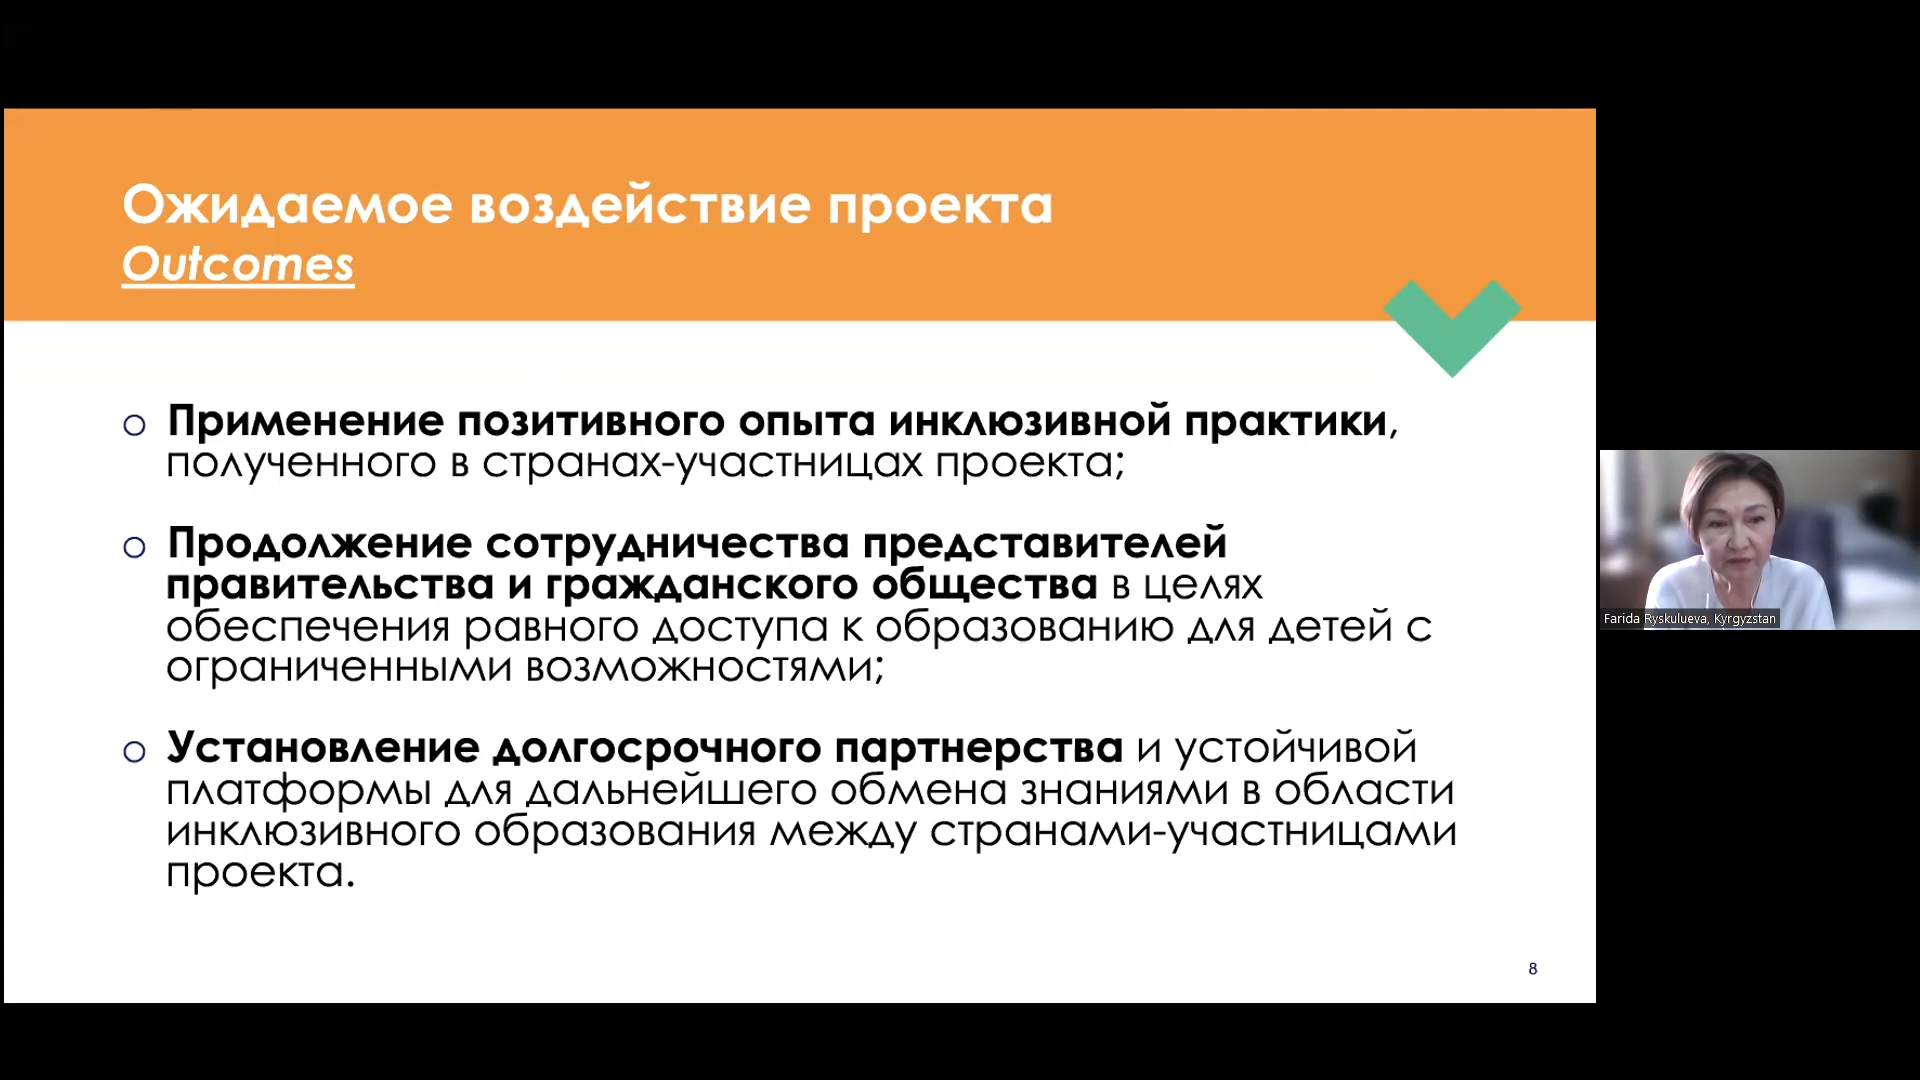 Ожидаемое воздействие проекта
Outcomes
o Применение позитивного опыта инклюзивной практики,
полученного в странах-участницах проекта;
o Продолжение сотрудничества представителей
правительства и гражданского общества в целях
обеспечения равного доступа к образованию для детей с
ограниченными возможностями;
o Установление долгосрочного партнерства и устойчивой
платформы для дальнейшего обмена знаниями в области
инклюзивного образования между странами-участницами
проекта.
8
Farida Ryskulueva, Kyrgyzstan